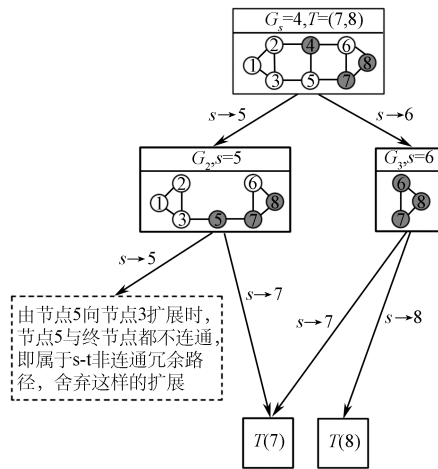 Gs=4,T=(7,8)
2 4 6
1 8
3 5 7
s→5
s→6
G2,s=5
G3,s=6
2 6
1 8
3 5 7
6
8
7
s→5
s→7
s→7
s→8
由节点5向节点3扩展时,
节点5与终节点都不连通,
即属于s-t非连通冗余路
径，舍弃这样的扩展
T(7)
T(8)